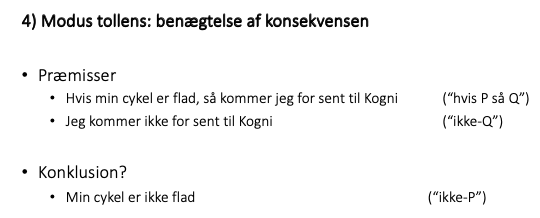 4) Modus tollens: benægtelse af konsekvensen
• Præmisser
• Hvis min cykel er flad, så kommer jeg for sent til Kogni ("hvis P så Q")
• Jeg kommer ikke for sent til Kogni ("ikke-Q")
• Konklusion?
• Min cykel er ikke flad ("ikke-P")